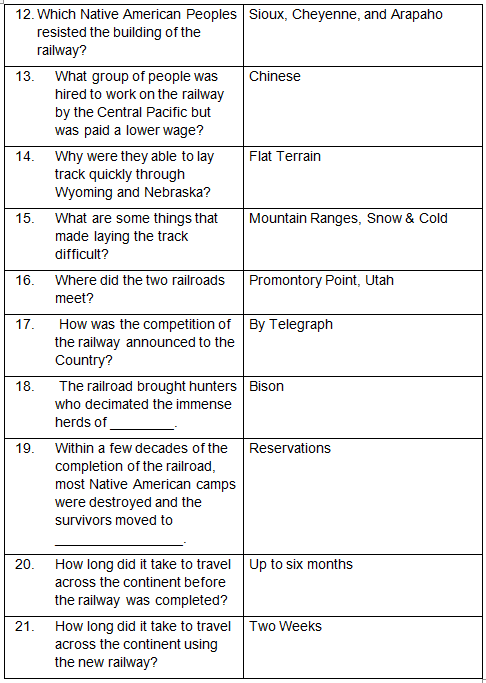 12. Which Native American Peoples
resisted the building of the
railway?
Sioux, Cheyenne, and Arapaho
13. What group of people was
hired to work on the railway
by the Central Pacific but
was paid a lower wage?
Chinese
14. Why were they able to lay
track quickly through
Wyoming and Nebraska?
Flat Terrain
15. What are some things that
made laying the track
difficult?
Mountain Ranges, Snow & Cold
16. Where did the two railroads
meet?
Promontory Point, Utah
17. How was the competition of
the railway announced to the
Country?
By Telegraph
18. The railroad brought hunters
who decimated the immense
herds of ________.
Bison
19. Within a few decades of the
completion of the railroad,
most Native American camps
were destroyed and the
survivors moved to
________________.
Reservations
20. How long did it take to travel
across the continent before
the railway was completed?
Up to six months
21. How long did it take to travel
across the continent using
the new railway?
Two Weeks